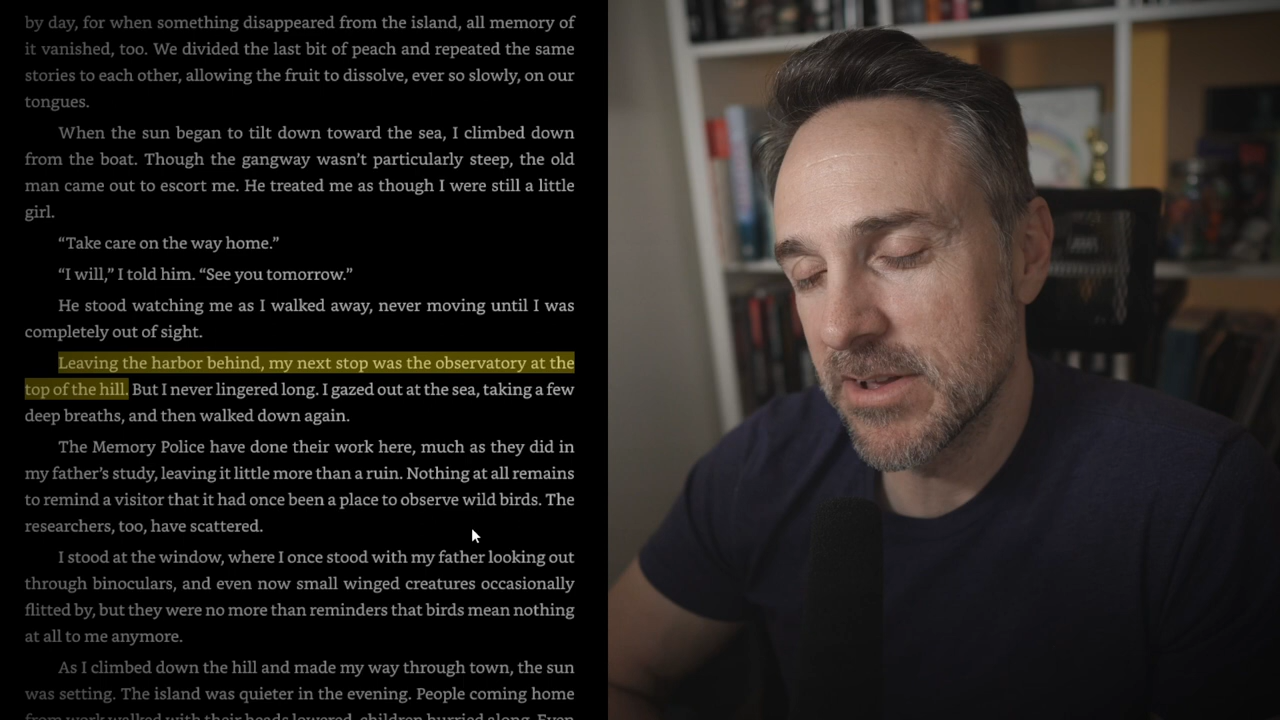 by day, for when something disappeared from the island, all memory of
it vanished, too. We divided the last bit of peach and repeated the same
stories to each other, allowing the fruit to dissolve, ever so slowly, on our
tongues.
When the sun began to tilt down toward the sea, I climbed down
from the boat. Though the gangway wasn’t particularly steep, the old
man came out to escort me. He treated me as though I were still a little
girl.
“Take care on the way home.”
“I will,” I told him. “See you tomorrow.”
He stood watching me as I walked away, never moving until I was
completely out of sight.
Leaving the harbor behind, my next stop was the observatory at the
top of the hill. But I never lingered long. I gazed out at the sea, taking a few
deep breaths, and then walked down again.
The Memory Police have done their work here, much as they did in
my father’s study, leaving it little more than a ruin. Nothing at all remains
to remind a visitor that it had once been a place to observe wild birds. The
researchers, too, have scattered.
I stood at the window, where I once stood with my father looking out
through binoculars, and even now small winged creatures occasionally
flitted by, but they were no more than reminders that birds mean nothing
at all to me anymore.
As I climbed down the hill and made my way through town, the sun
was setting. The island was quieter in the evening. People coming home
from work walked with their heads lowered, children hurried along. Even